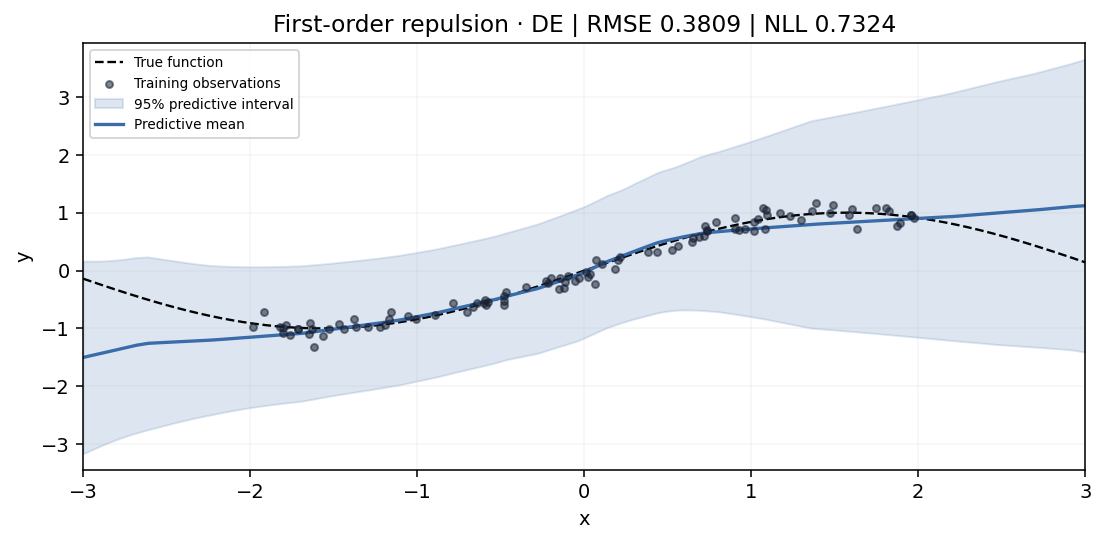 First-order repulsion · DE | RMSE 0.3809 | NLL 0.7324
True function
Training observations
95% predictive interval
Predictive mean
y
3
2
1
0
−1
−2
−3
−3
−2
−1
0
1
2
3
x